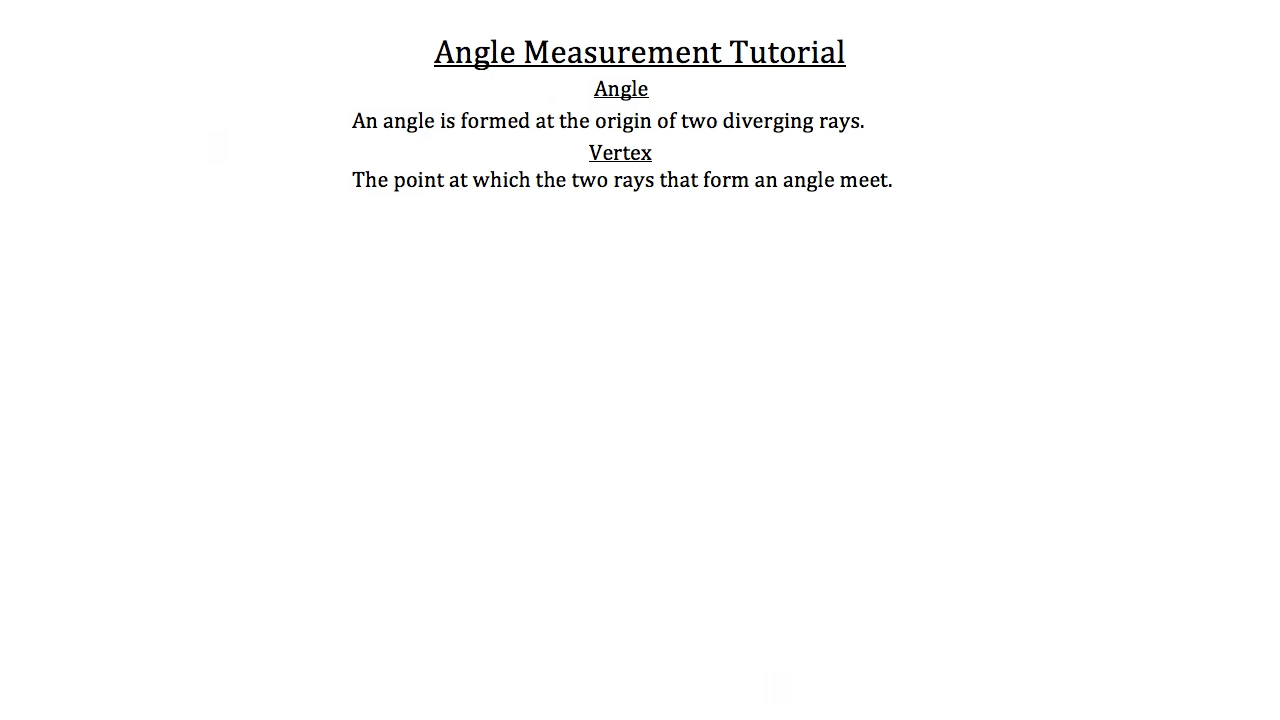 Angle Measurement Tutorial
Angle
An angle is formed at the origin of two diverging rays.
Vertex
The point at which the two rays that form an angle meet.